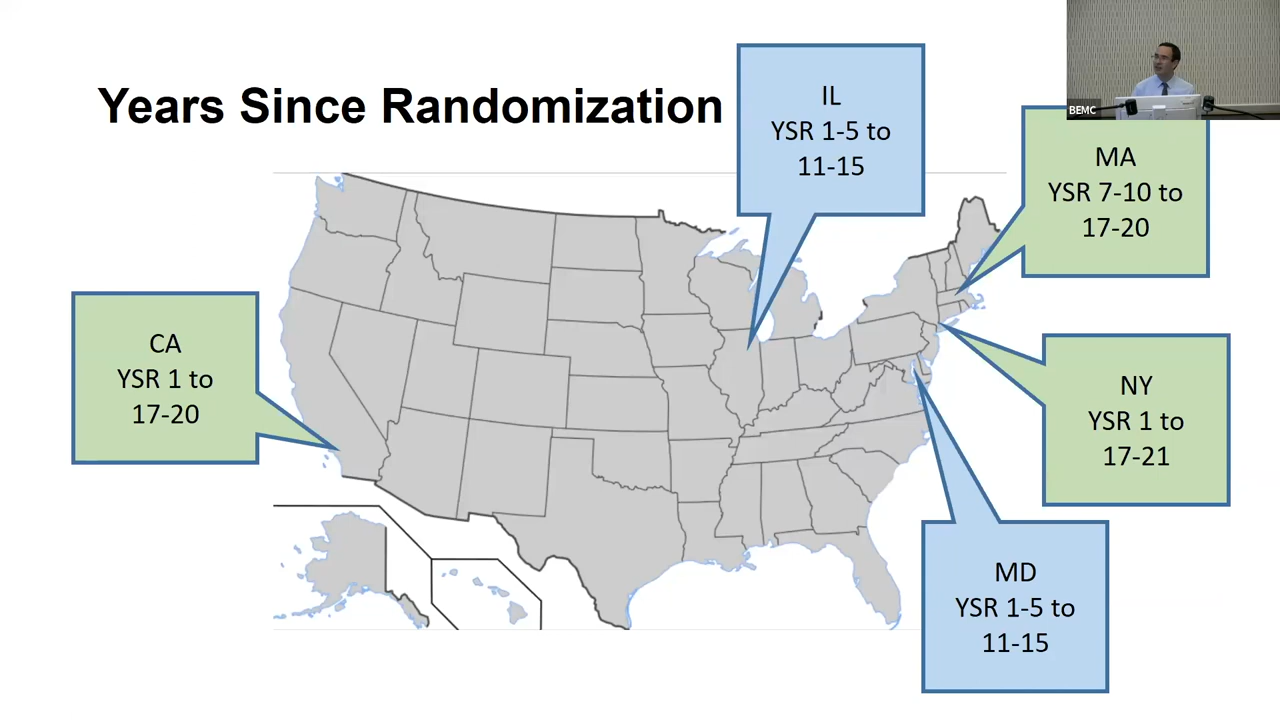 Years Since Randomization
IL
YSR 1-5 to
11-15
BEMC
MA
YSR 7-10 to
17-20
CA
YSR 1 to
17-20
NY
YSR 1 to
17-21
MD
YSR 1-5 to
11-15